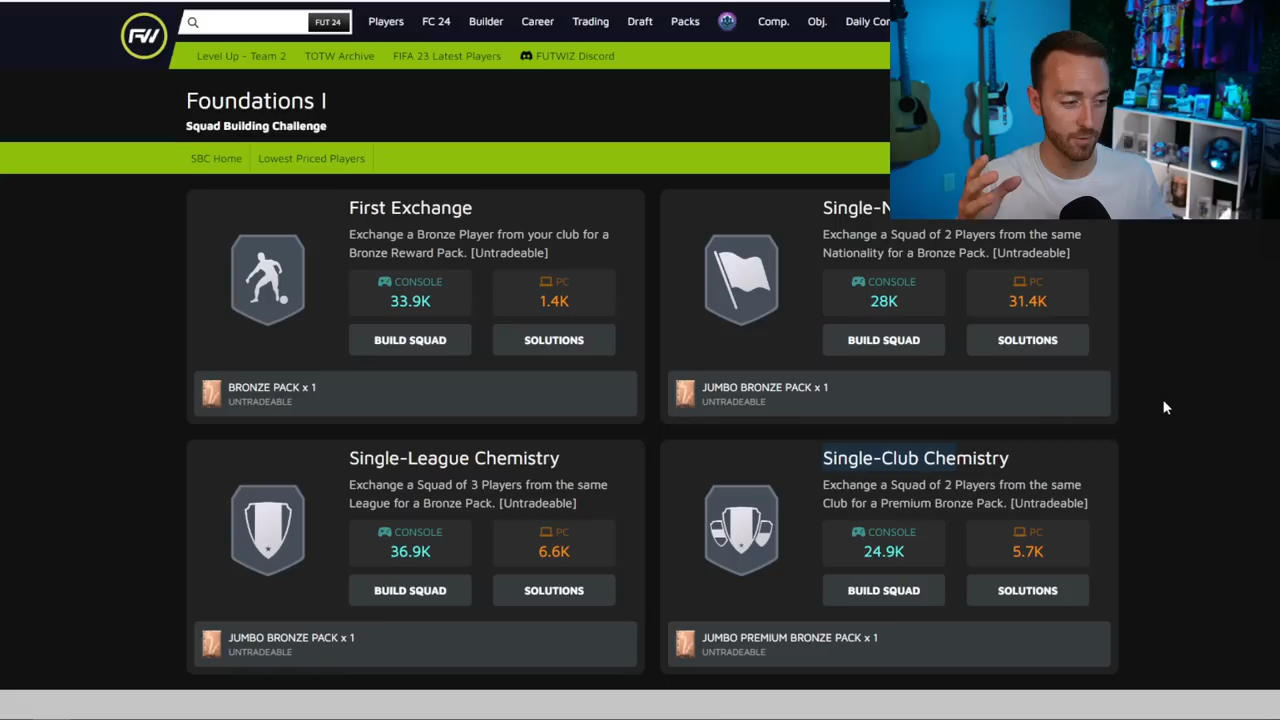 FW
FUT 24
Players
FC 24
Builder
Career
Trading
Draft
Packs
Comp.
Obj.
Level Up - Team 2
TOTW Archive
FIFA 23 Latest Players
FUTWIZ Discord
Foundations I
Squad Building Challenge
SBC Home
Lowest Priced Players
First Exchange
Exchange a Bronze Player from your club for a
Bronze Reward Pack. [Untradeable]
CONSOLE
33.9K
PC
1.4K
BUILD SQUAD
SOLUTIONS
BRONZE PACK x 1
UNTRADEABLE
Exchange a Squad of 2 Players from the same
Nationality for a Bronze Pack. [Untradeable]
CONSOLE
28K
PC
31.4K
BUILD SQUAD
SOLUTIONS
JUMBO BRONZE PACK x 1
UNTRADEABLE
Single-League Chemistry
Exchange a Squad of 3 Players from the same
League for a Bronze Pack. [Untradeable]
CONSOLE
36.9K
PC
6.6K
BUILD SQUAD
SOLUTIONS
JUMBO BRONZE PACK x 1
UNTRADEABLE
Single-Club Chemistry
Exchange a Squad of 2 Players from the same
Club for a Premium Bronze Pack. [Untradeable]
CONSOLE
24.9K
PC
5.7K
BUILD SQUAD
SOLUTIONS
JUMBO PREMIUM BRONZE PACK x 1
UNTRADEABLE